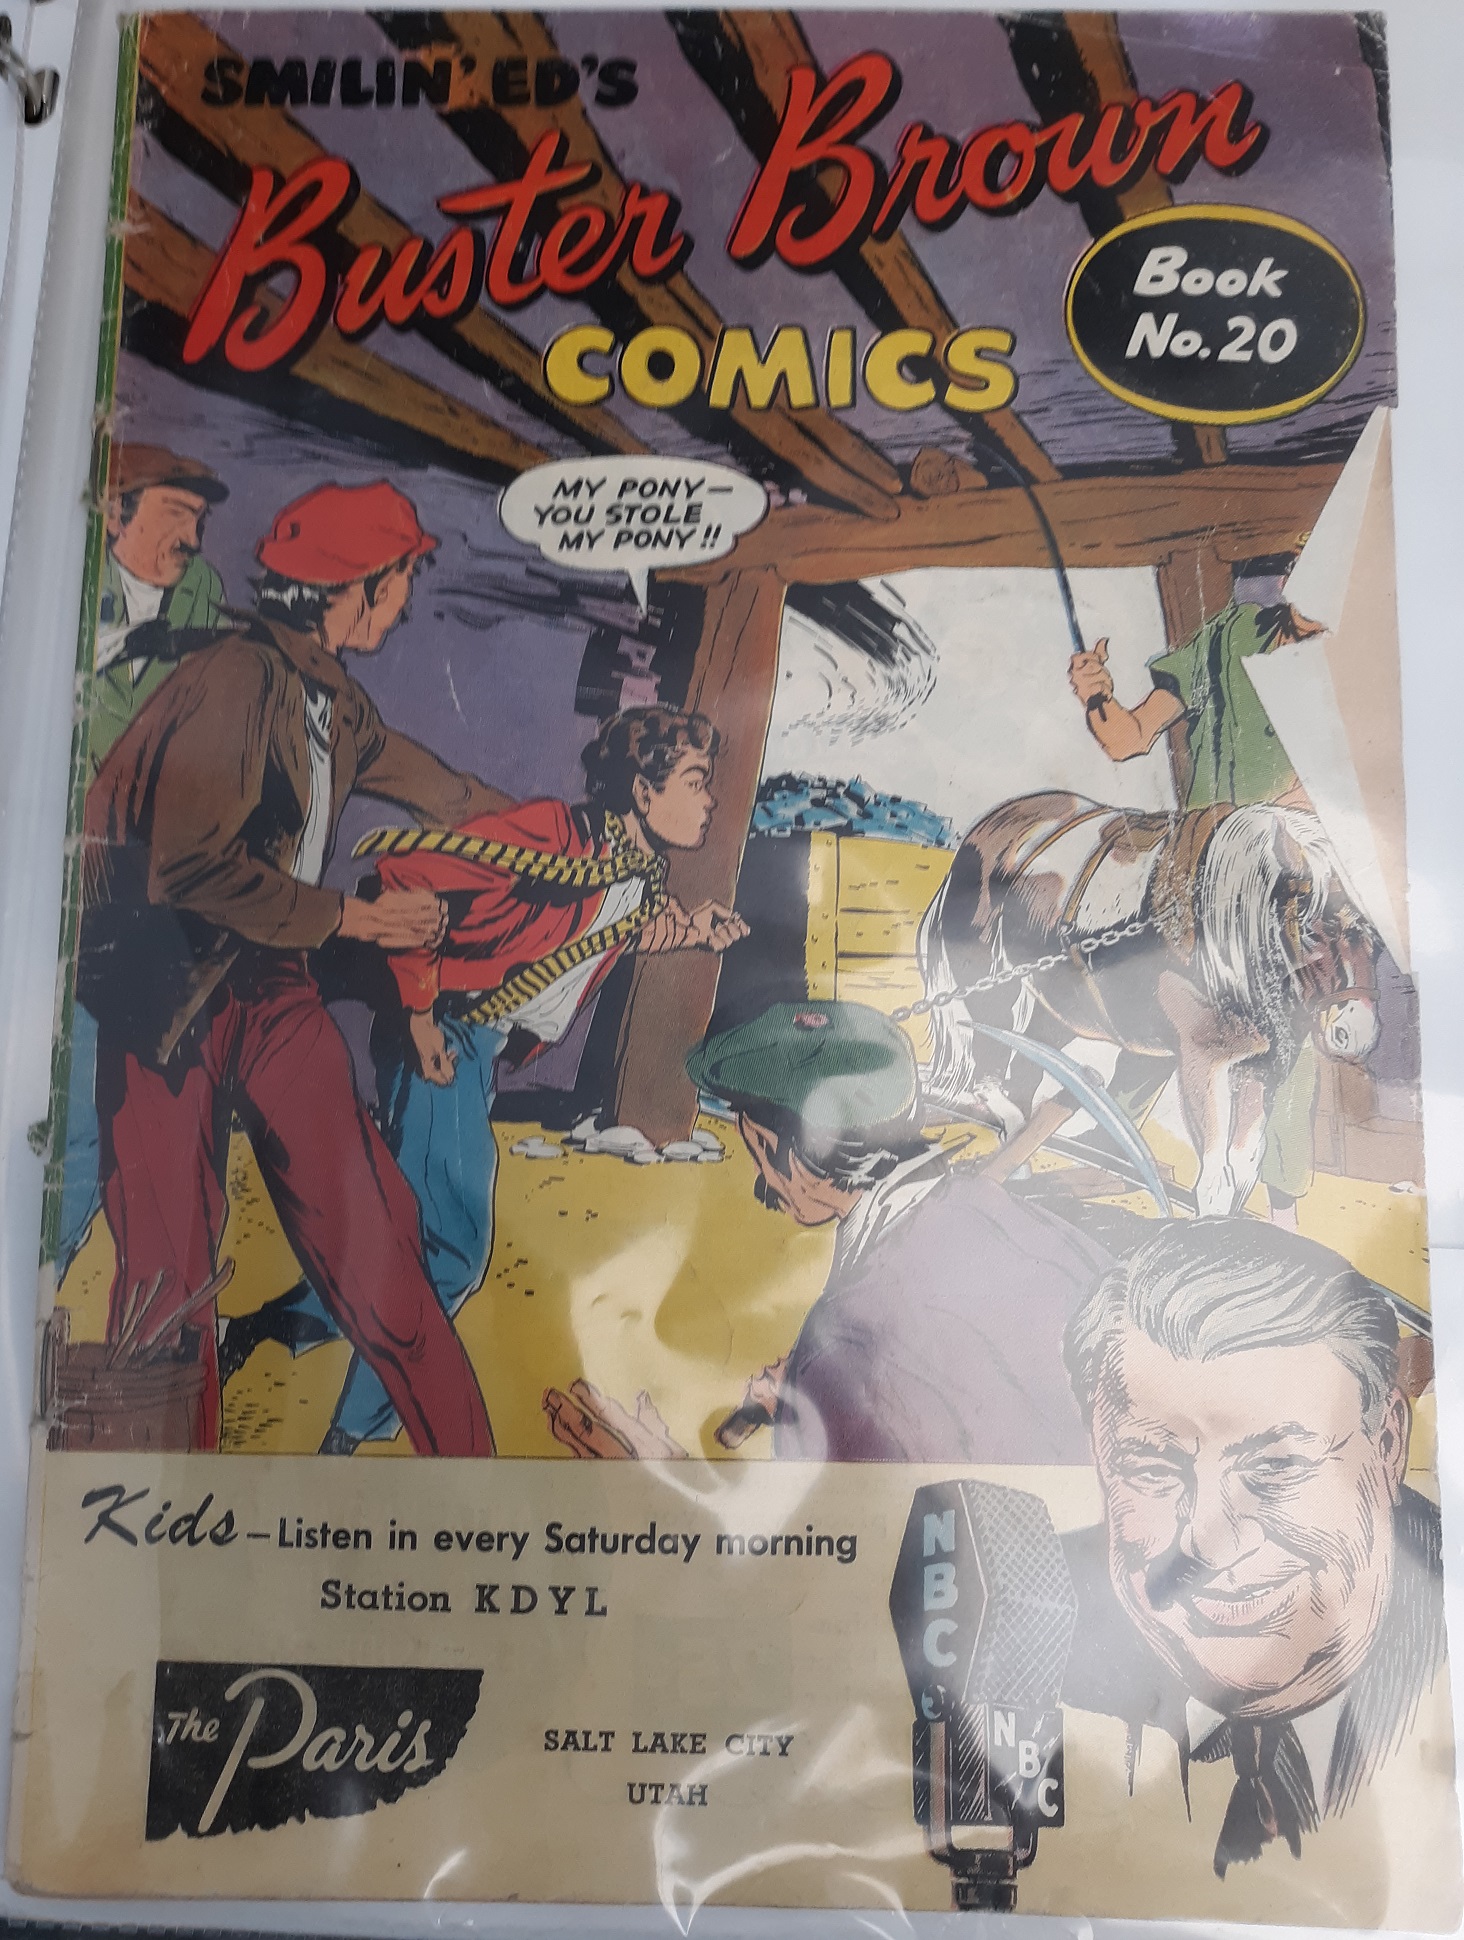 SMILIN' ED'S
Buster Brown
COMICS
Book
No. 20
MY PONY—
YOU STOLE
MY PONY!!
Kids – Listen in every Saturday morning
Station KDYL
The Paris
SALT LAKE CITY
UTAH
NBC
NBC